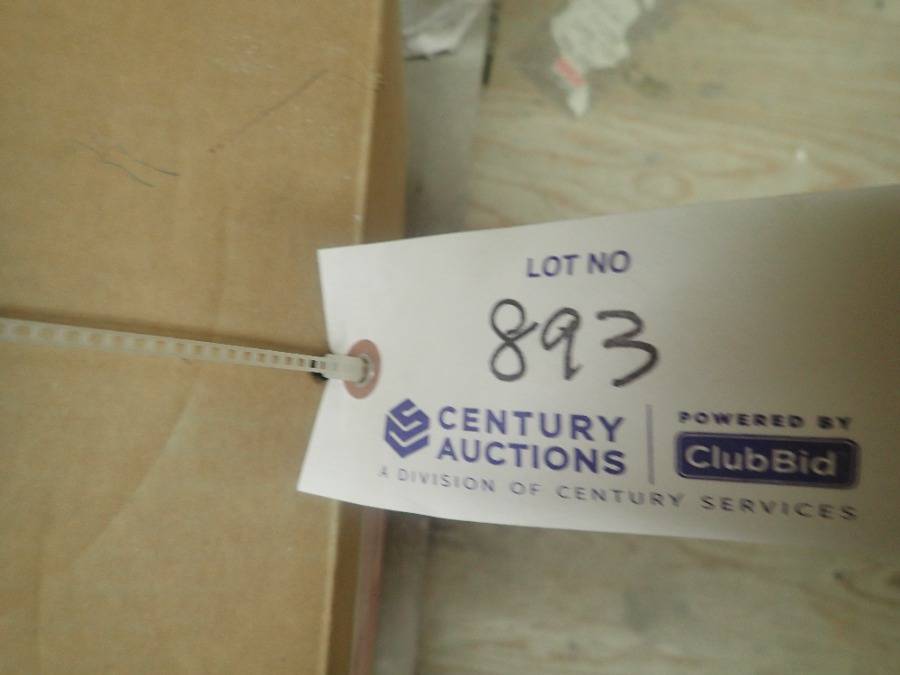 LOT NO
893
CENTURY
AUCTIONS
A DIVISION OF CENTURY SERVICES
POWERED BY
ClubBid